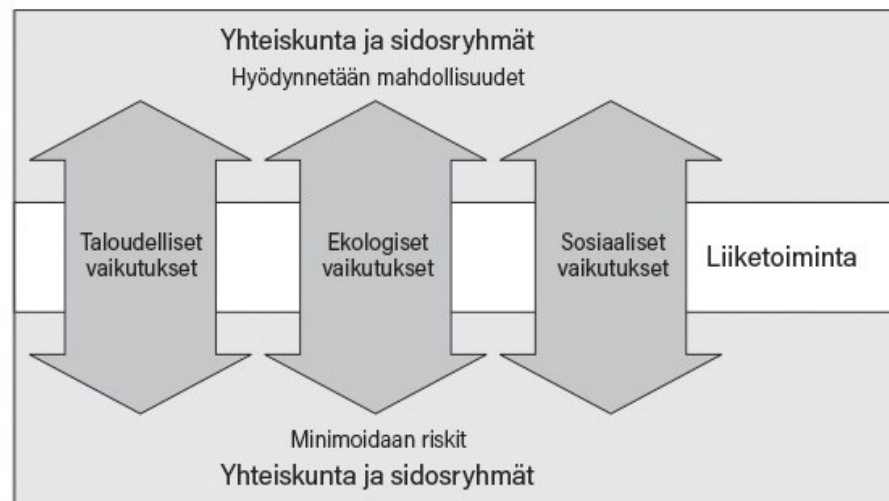 Yhteiskunta ja sidosryhmät
Hyödynnetään mahdollisuudet
Taloudelliset
vaikutukset
Ekologiset
vaikutukset
Sosiaaliset
vaikutukset
Liiketoiminta
Minimoidaan riskit
Yhteiskunta ja sidosryhmät